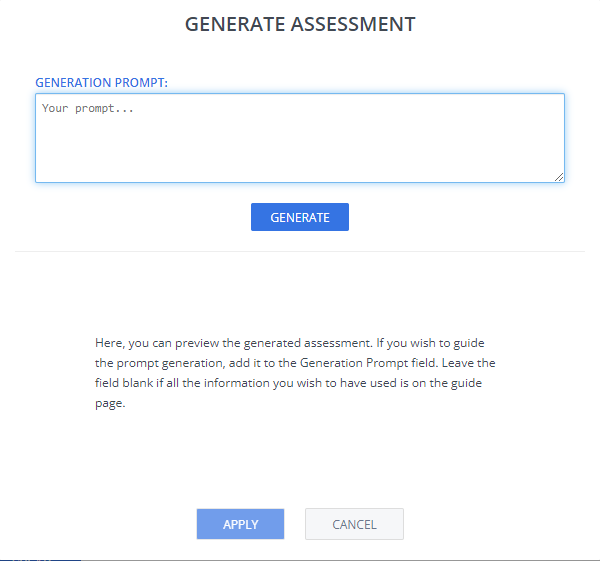 GENERATE ASSESSMENT
GENERATION PROMPT:
Your prompt...
GENERATE
Here, you can preview the generated assessment. If you wish to guide
the prompt generation, add it to the Generation Prompt field. Leave the
field blank if all the information you wish to have used is on the guide
page.
APPLY
CANCEL